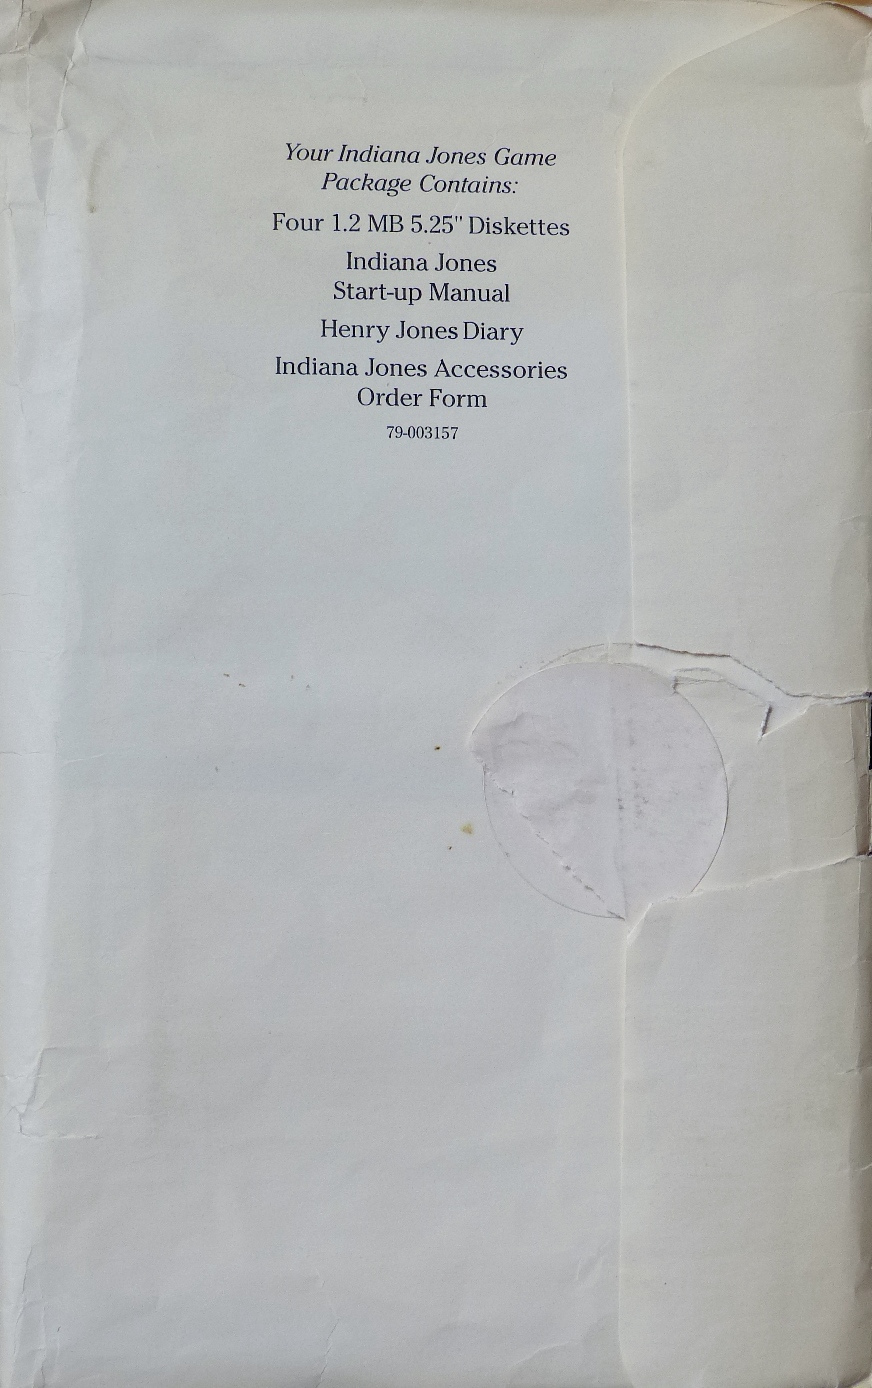 Your Indiana Jones Game
Package Contains:
Four 1.2 MB 5.25" Diskettes
Indiana Jones
Start-up Manual
Henry Jones Diary
Indiana Jones Accessories
Order Form
79-003157